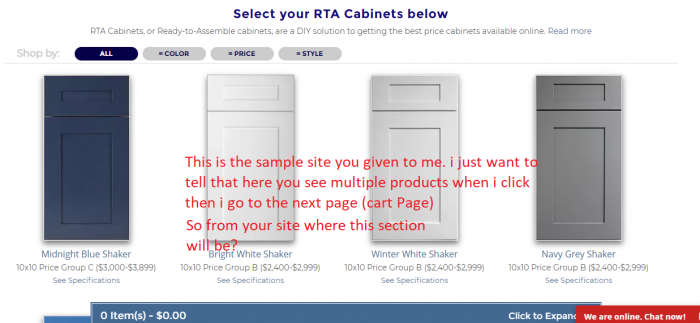 Select your RTA Cabinets below
RTA Cabinets, or Ready-to-Assemble cabinets, are a DIY solution to getting the best price cabinets available online. Read more
Shop by:
ALL
= COLOR
= PRICE
= STYLE
This is the sample site you given to me. i just want to
tell that here you see multiple products when i click
then i go to the next page (cart Page)
So from your site where this section
will be?
Midnight Blue Shaker
10x10 Price Group C ($3,000-$3,899)
See Specifications
Bright White Shaker
10x10 Price Group B ($2,400-$2,999)
See Specifications
Winter White Shaker
10x10 Price Group B ($2,400-$2,999)
See Specifications
Navy Grey Shaker
10x10 Price Group B ($2,400-$2,999)
See Specifications
0 Item(s) - $0.00
Click to Expan
We are online. Chat now!